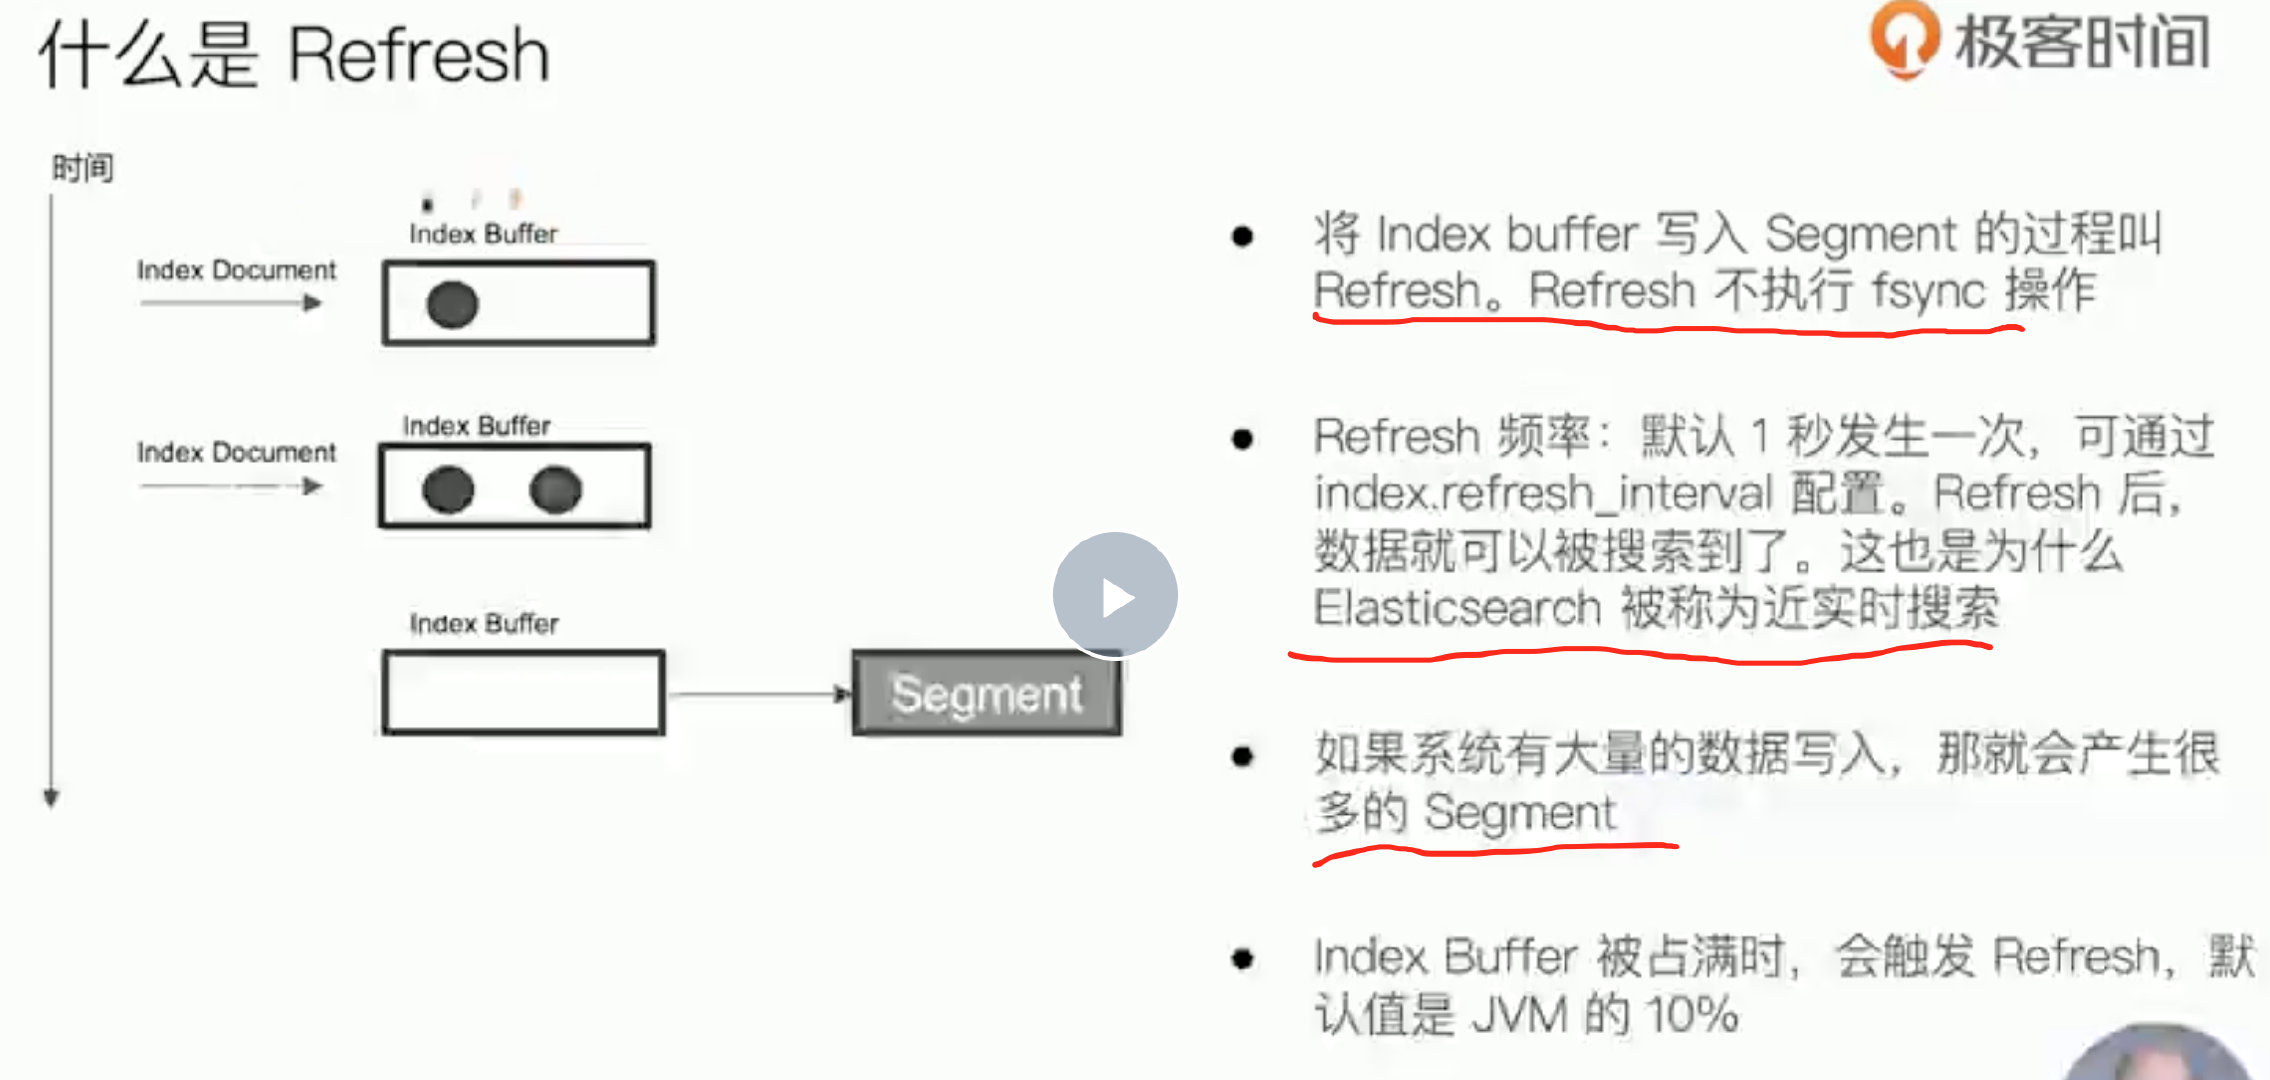 什么是 Refresh
极客时间
时间
Index Buffer
Index Document
Index Buffer
Index Document
Index Buffer
Segment
将 Index buffer 写入 Segment 的过程叫
Refresh。Refresh 不执行 fsync 操作
Refresh 频率：默认 1 秒发生一次，可通过
index.refresh_interval 配置。Refresh 后，
数据就可以被搜索到了。这也是为什么
Elasticsearch 被称为近实时搜索
如果系统有大量的数据写入，那就会产生很
多的 Segment
Index Buffer 被占满时，会触发 Refresh，默
认值是 JVM 的 10%